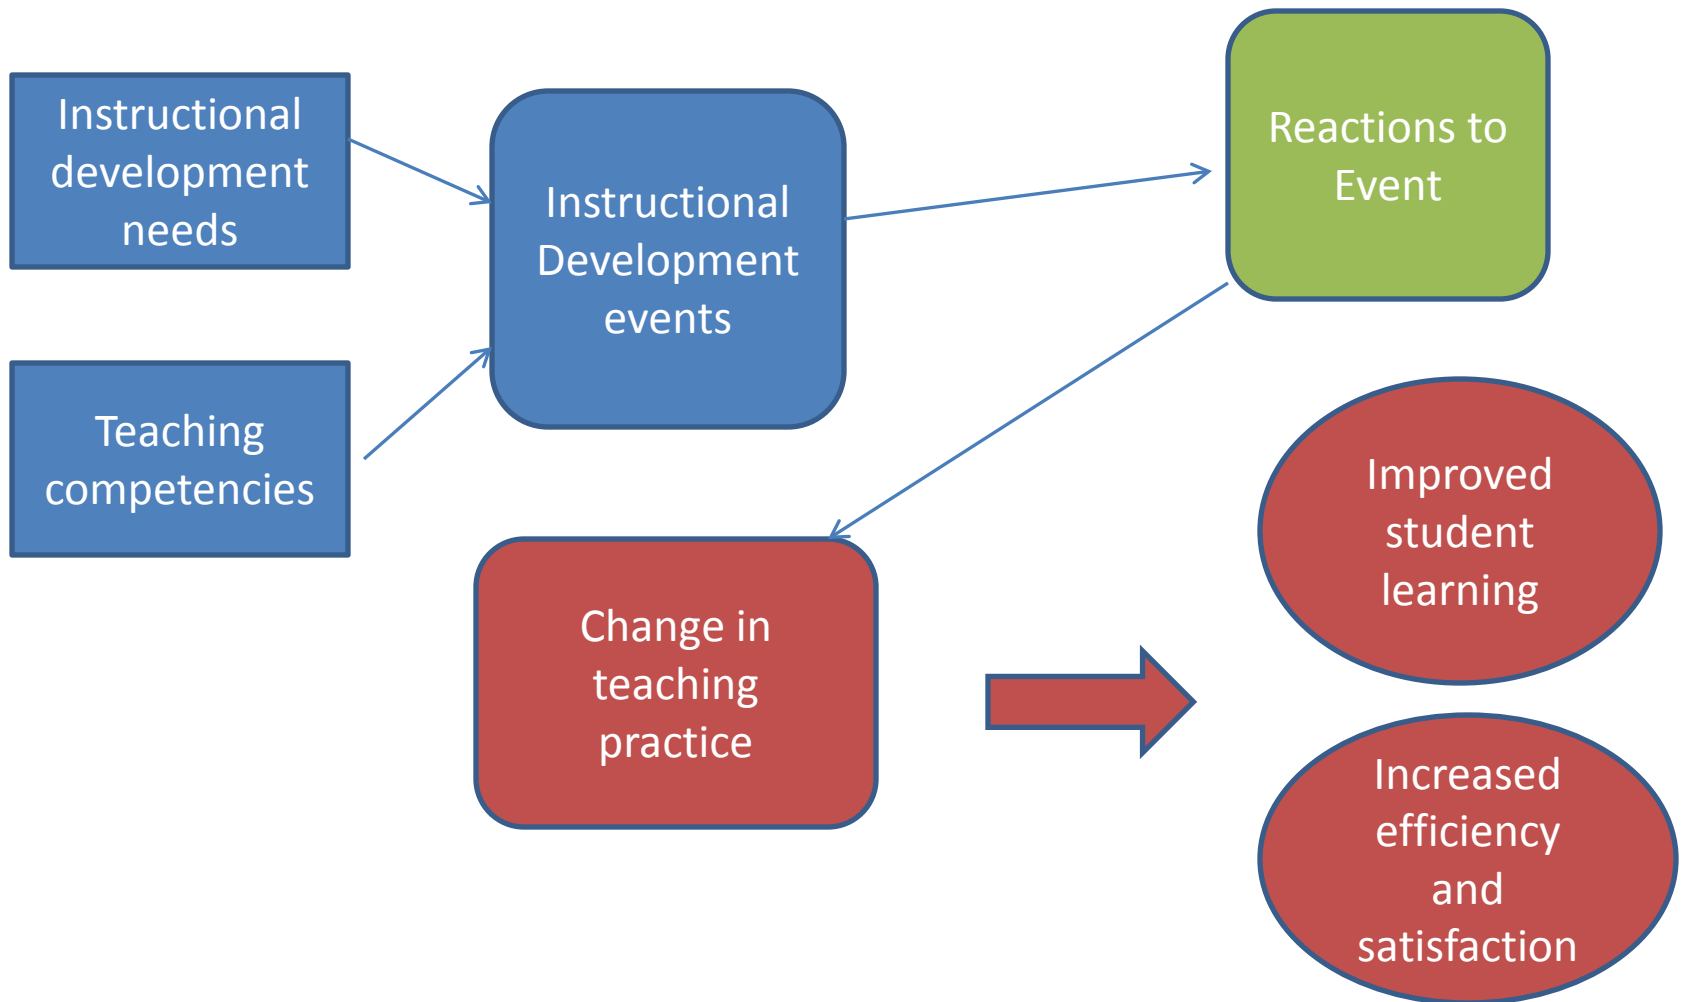 Instructional
development
needs
Teaching
competencies
Instructional
Development
events
Reactions to
Event
Change in
teaching
practice
Improved
student
learning
Increased
efficiency
and
satisfaction